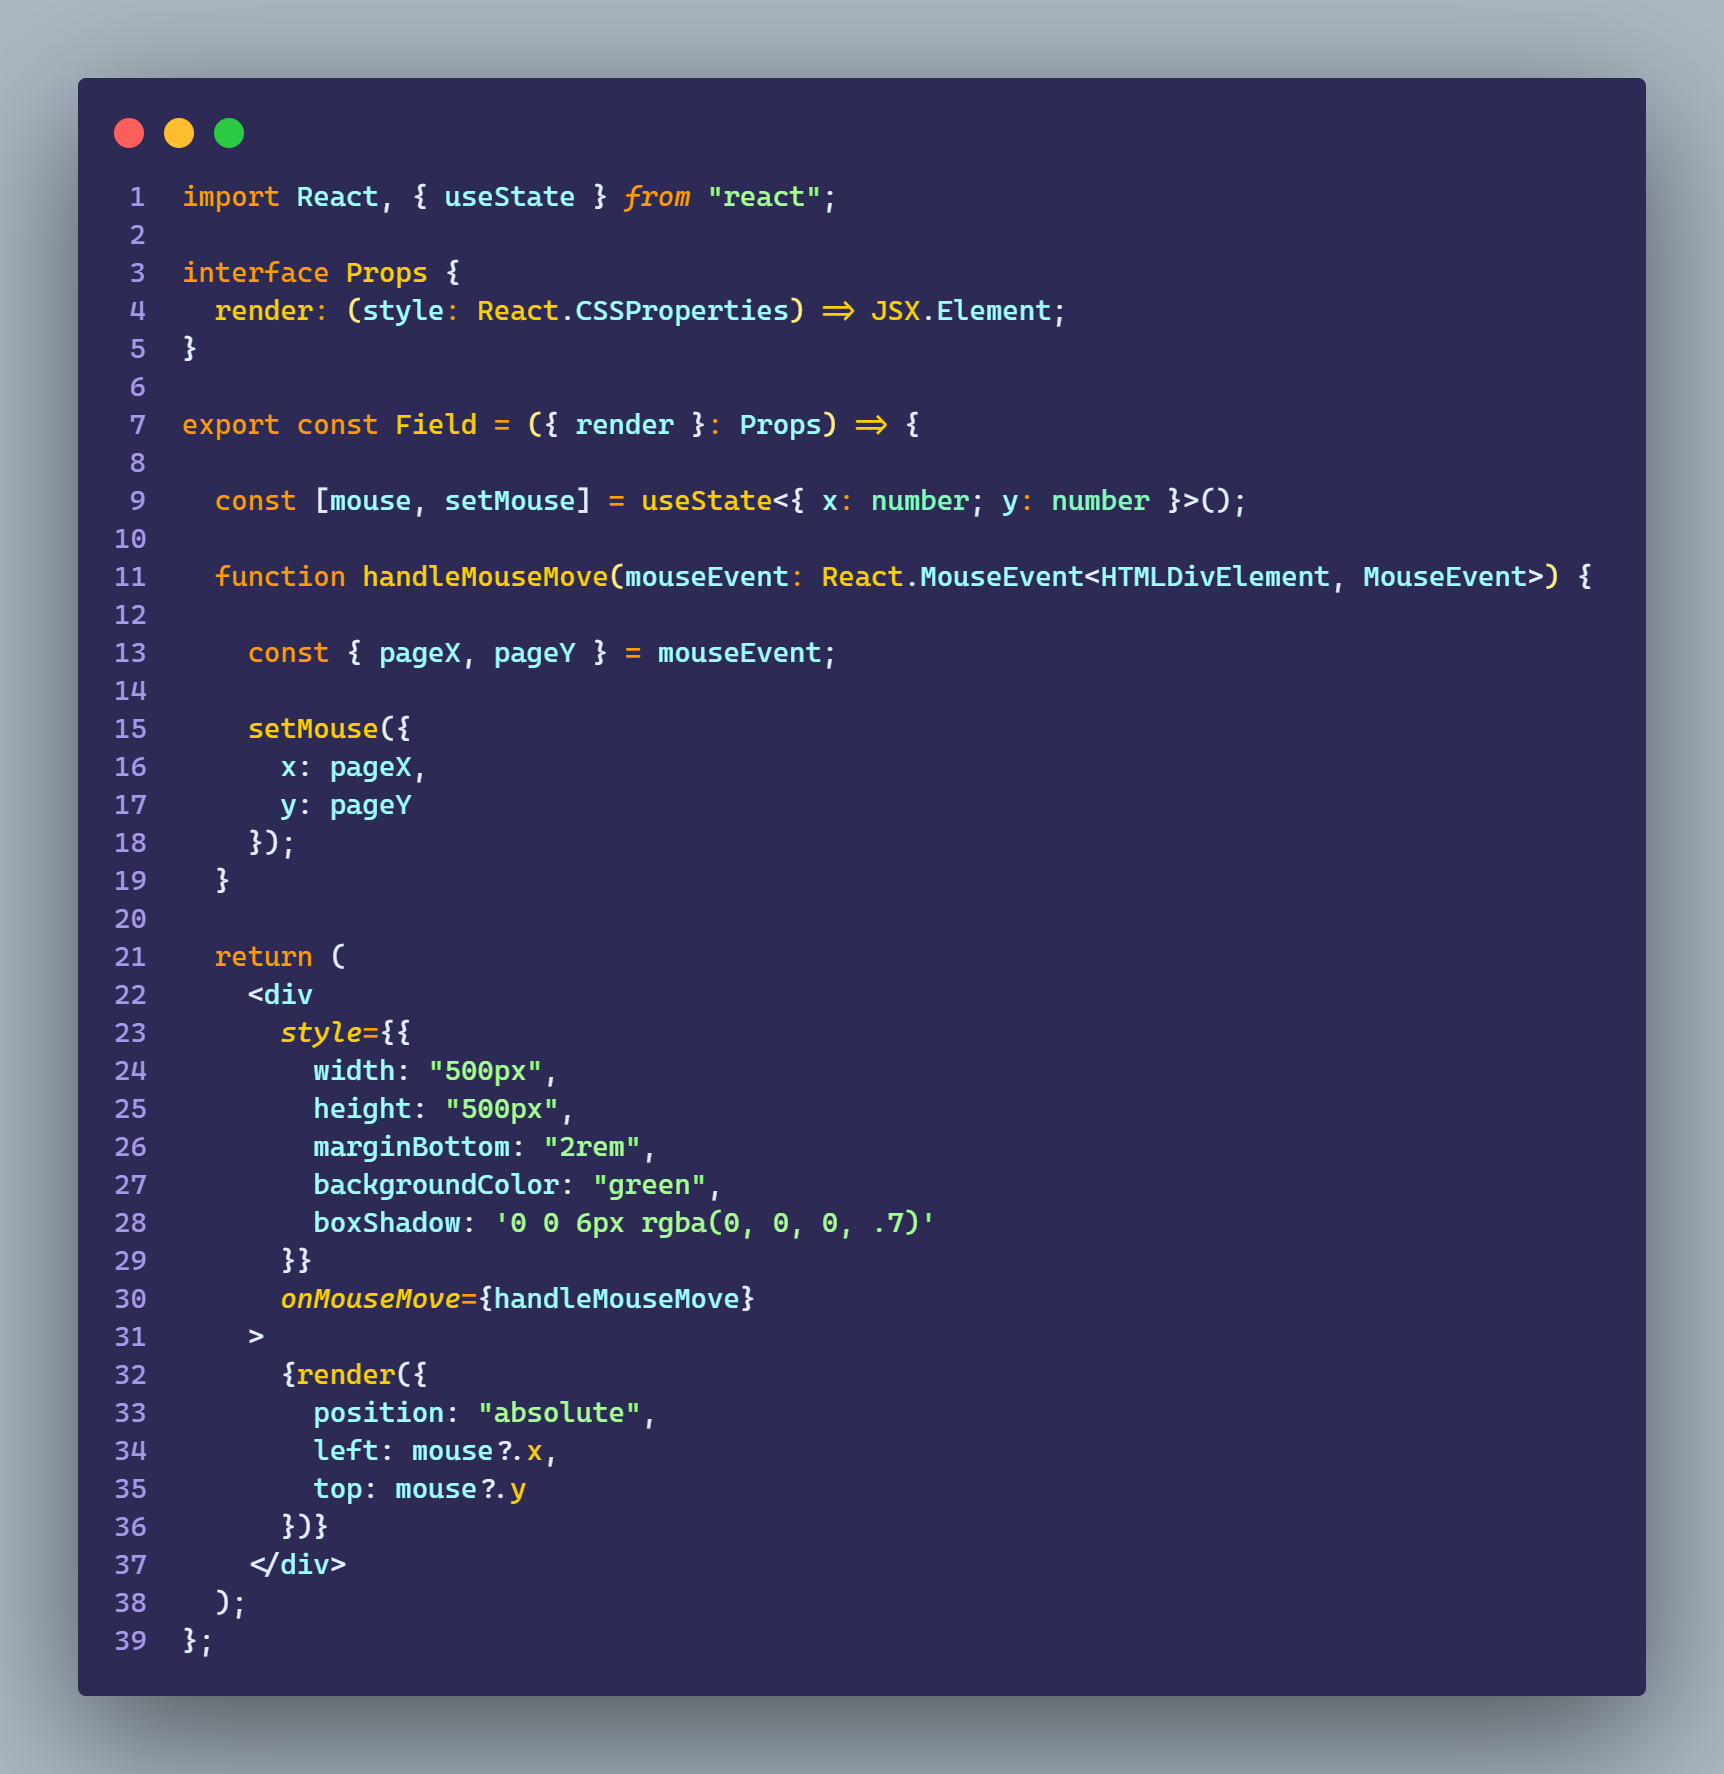 1 import React, { useState } from "react";
2
3 interface Props {
4   render: (style: React.CSSProperties) => JSX.Element;
5 }
6
7 export const Field = ({ render }: Props) => {
8
9   const [mouse, setMouse] = useState<{ x: number; y: number }>();
10
11   function handleMouseMove(mouseEvent: React.MouseEvent<HTMLDivElement, MouseEvent>) {
12
13     const { pageX, pageY } = mouseEvent;
14
15     setMouse({
16       x: pageX,
17       y: pageY
18     });
19   }
20
21   return (
22     <div
23       style={{
24         width: "500px",
25         height: "500px",
26         marginBottom: "2rem",
27         backgroundColor: "green",
28         boxShadow: '0 0 6px rgba(0, 0, 0, .7)'
29       }}
30       onMouseMove={handleMouseMove}
31     >
32       {render({
33         position: "absolute",
34         left: mouse?.x,
35         top: mouse?.y
36       })}
37     </div>
38   );
39 };